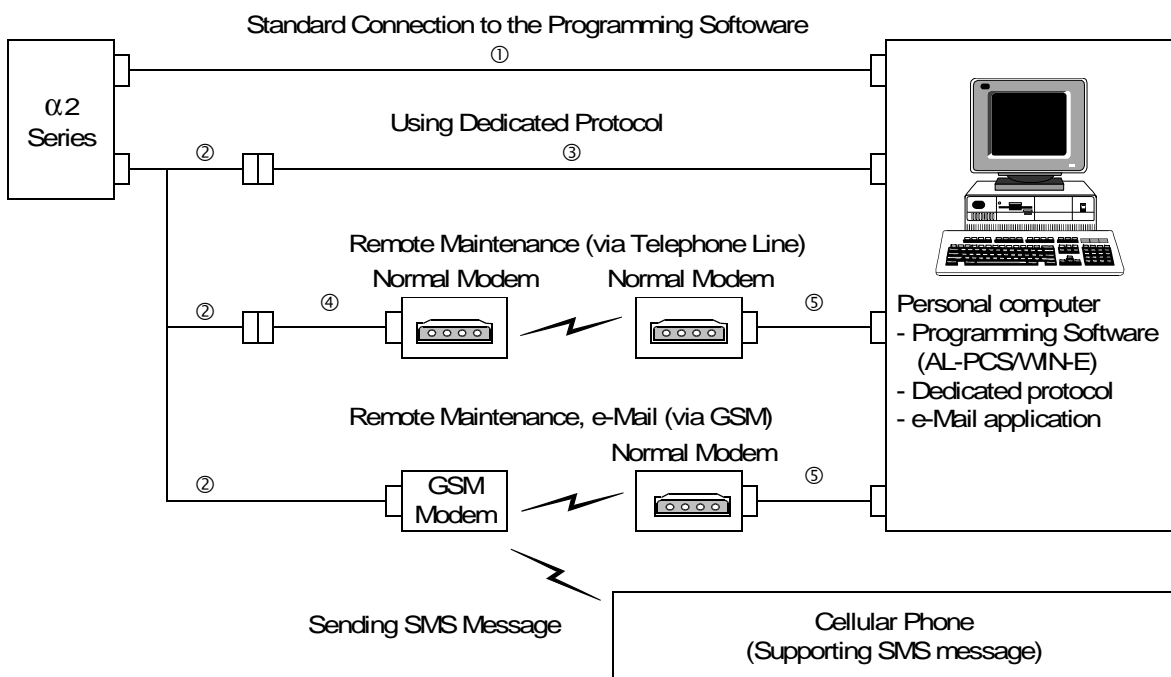 Standard Connection to the Programming Softoware
①
α2
Series
Using Dedicated Protocol
②
③
Remote Maintenance (via Telephone Line)
Normal Modem
Normal Modem
②
④
⑤
Personal computer
- Programming Software
(AL-PCS/WIN-E)
- Dedicated protocol
- e-Mail application
Remote Maintenance, e-Mail (via GSM)
Normal Modem
②
GSM
Modem
⑤
Sending SMS Message
Cellular Phone
(Supporting SMS message)